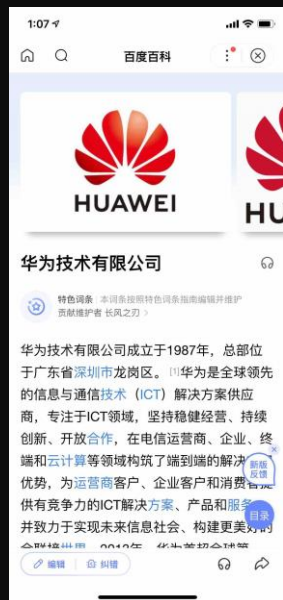 1:07
百度百科
HUAWEI
HU
华为技术有限公司
特色词条 本词条按照特色词条指南编辑并维护
贡献维护者 长风之刃 >
华为技术有限公司成立于1987年，总部位
于广东省深圳市龙岗区。[1]华为是全球领先
的信息与通信技术（ICT）解决方案供应
商，专注于ICT领域，坚持稳健经营、持续
创新、开放合作，在电信运营商、企业、终
端和云计算等领域构筑了端到端的解决
优势，为运营商客户、企业客户和消费者提
供有竞争力的ICT解决方案、产品和服务
并致力于实现未来信息社会、构建更美好的
新版
反馈
目录
编辑
纠错